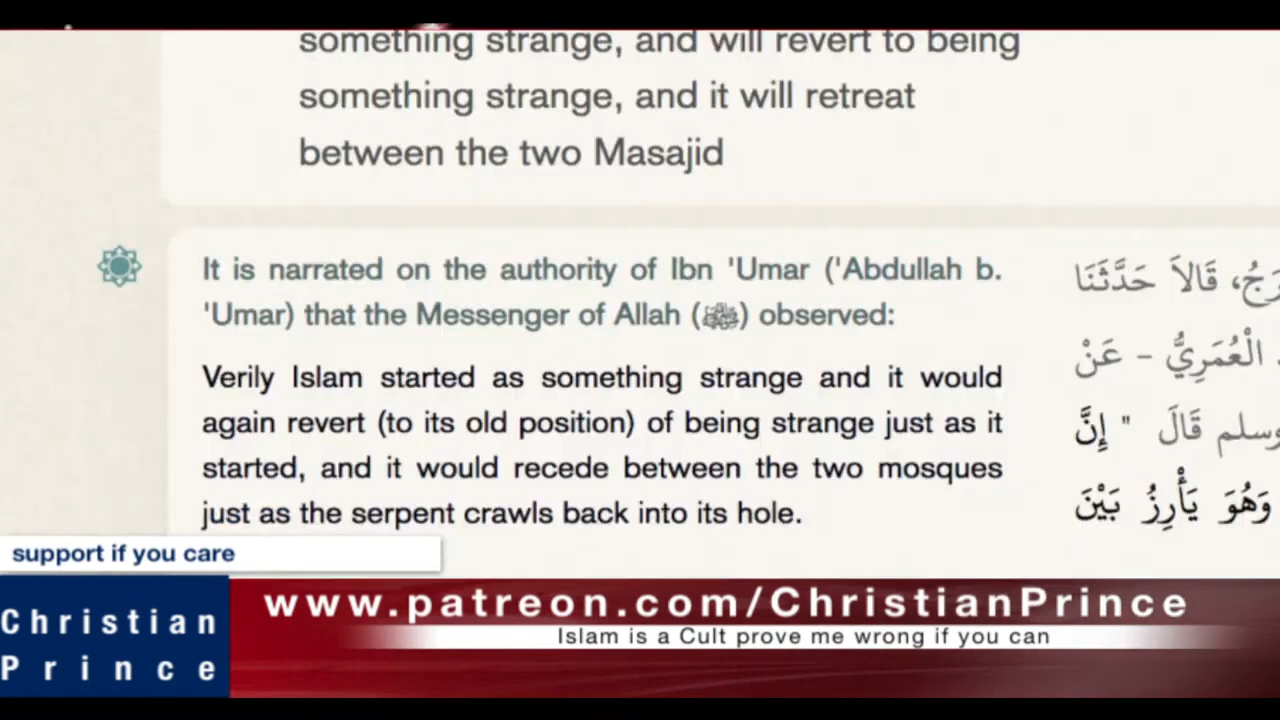 something strange, and will revert to being
something strange, and it will retreat
between the two Masajid
It is narrated on the authority of Ibn 'Umar ('Abdullah b.
'Umar) that the Messenger of Allah (ﷺ) observed:
Verily Islam started as something strange and it would
again revert (to its old position) of being strange just as it
started, and it would recede between the two mosques
just as the serpent crawls back into its hole.
قَالاَ حَدَّثَنَا
الْعُمَرِيُّ - عَنْ
وسلم قَالَ " إِنَّ
وَهُوَ يَأْرِزُ بَيْنَ
support if you care
Christian
Prince
www.patreon.com/ChristianPrince
Islam is a Cult prove me wrong if you can